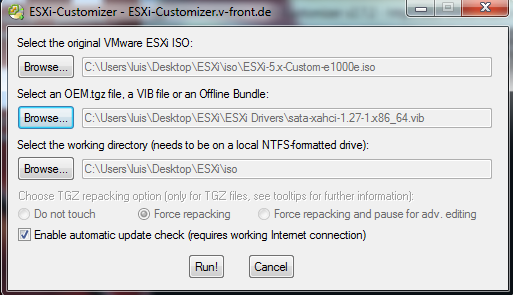 ESXi-Customizer - ESXi-Customizer.v-front.de
Select the original VMware ESXi ISO:
Browse... C:\Users\luis\Desktop\ESXi\iso\ESXi-5.x-Custom-e1000e.iso
Select an OEM.tgz file, a VIB file or an Offline Bundle:
Browse... C:\Users\luis\Desktop\ESXi\ESXi Drivers\sata-xahci-1.27-1.x86_64.vib
Select the working directory (needs to be on a local NTFS-formatted drive):
Browse... C:\Users\luis\Desktop\ESXi\iso
Choose TGZ repacking option (only for TGZ files, see tooltips for further information):
Do not touch Force repacking Force repacking and pause for adv. editing
Enable automatic update check (requires working Internet connection)
Run! Cancel